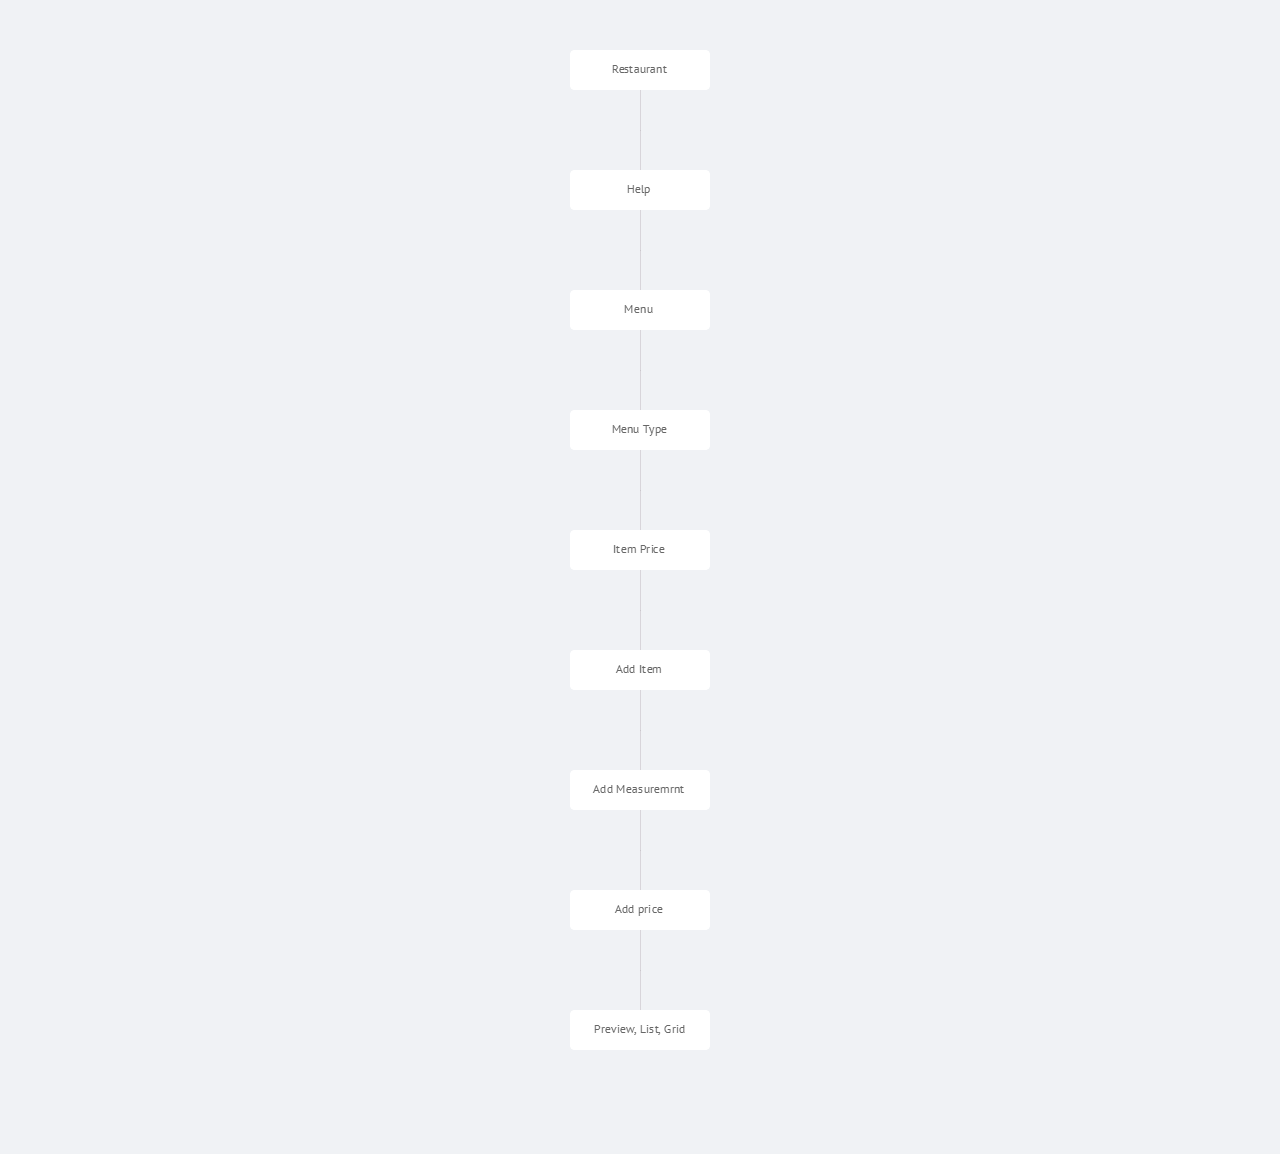 Restaurant
Help
Menu
Menu Type
Item Price
Add Item
Add Measuremrnt
Add price
Preview, List, Grid